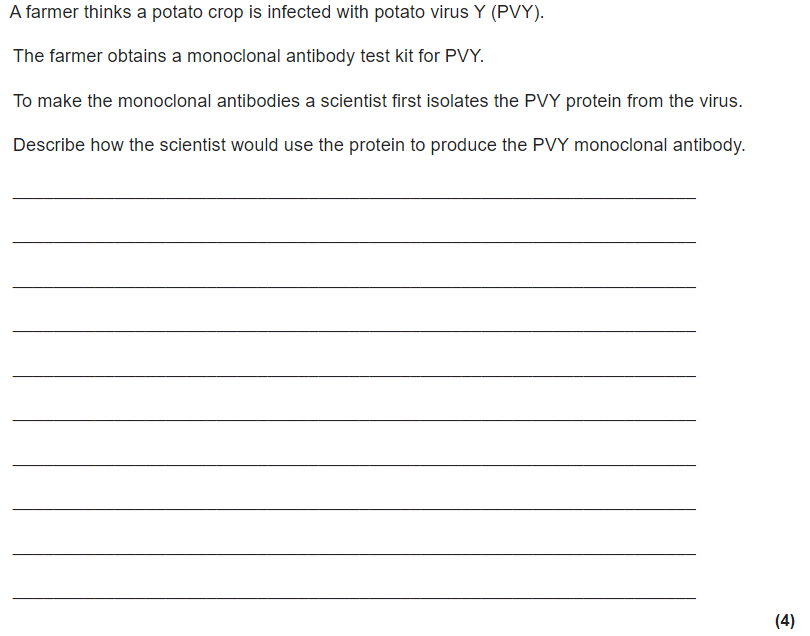 A farmer thinks a potato crop is infected with potato virus Y (PVY).
The farmer obtains a monoclonal antibody test kit for PVY.
To make the monoclonal antibodies a scientist first isolates the PVY protein from the virus.
Describe how the scientist would use the protein to produce the PVY monoclonal antibody.
(4)